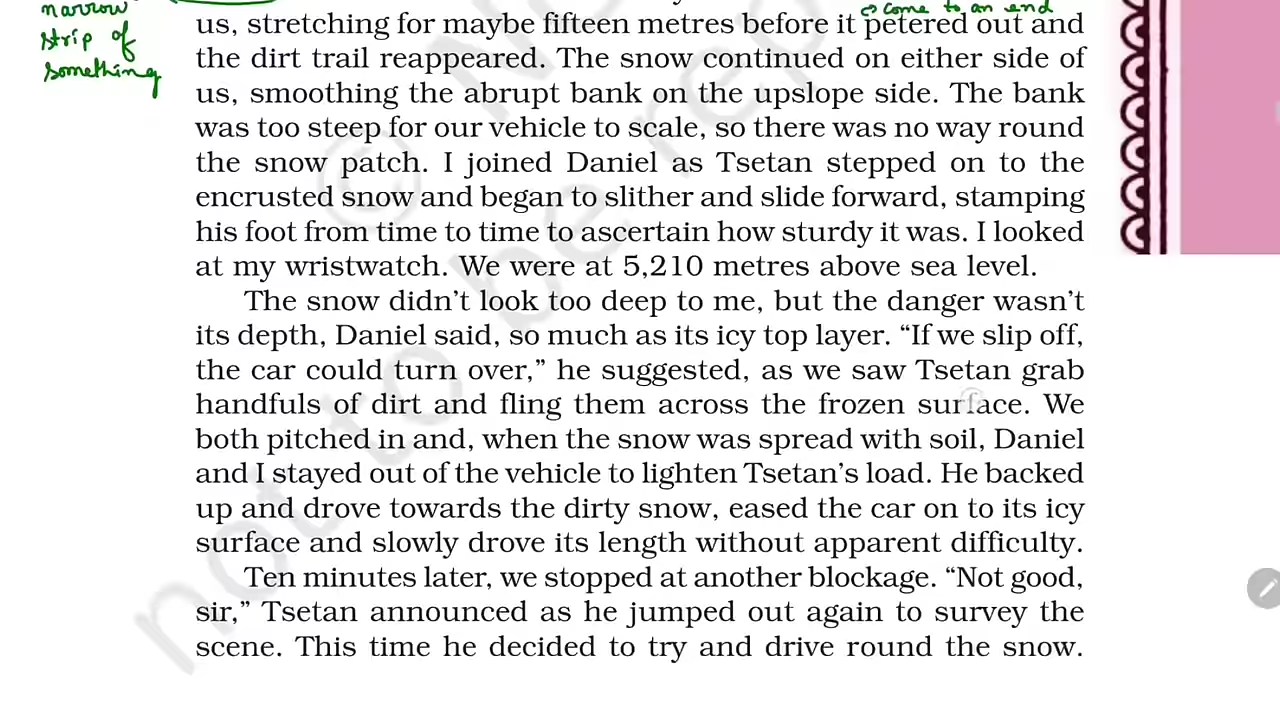 narrow
strip of
something
come to an end
us, stretching for maybe fifteen metres before it petered out and
the dirt trail reappeared. The snow continued on either side of
us, smoothing the abrupt bank on the upslope side. The bank
was too steep for our vehicle to scale, so there was no way round
the snow patch. I joined Daniel as Tsetan stepped on to the
encrusted snow and began to slither and slide forward, stamping
his foot from time to time to ascertain how sturdy it was. I looked
at my wristwatch. We were at 5,210 metres above sea level.
The snow didn’t look too deep to me, but the danger wasn’t
its depth, Daniel said, so much as its icy top layer. “If we slip off,
the car could turn over,” he suggested, as we saw Tsetan grab
handfuls of dirt and fling them across the frozen surface. We
both pitched in and, when the snow was spread with soil, Daniel
and I stayed out of the vehicle to lighten Tsetan’s load. He backed
up and drove towards the dirty snow, eased the car on to its icy
surface and slowly drove its length without apparent difficulty.
Ten minutes later, we stopped at another blockage. “Not good,
sir,” Tsetan announced as he jumped out again to survey the
scene. This time he decided to try and drive round the snow.
not to be rep